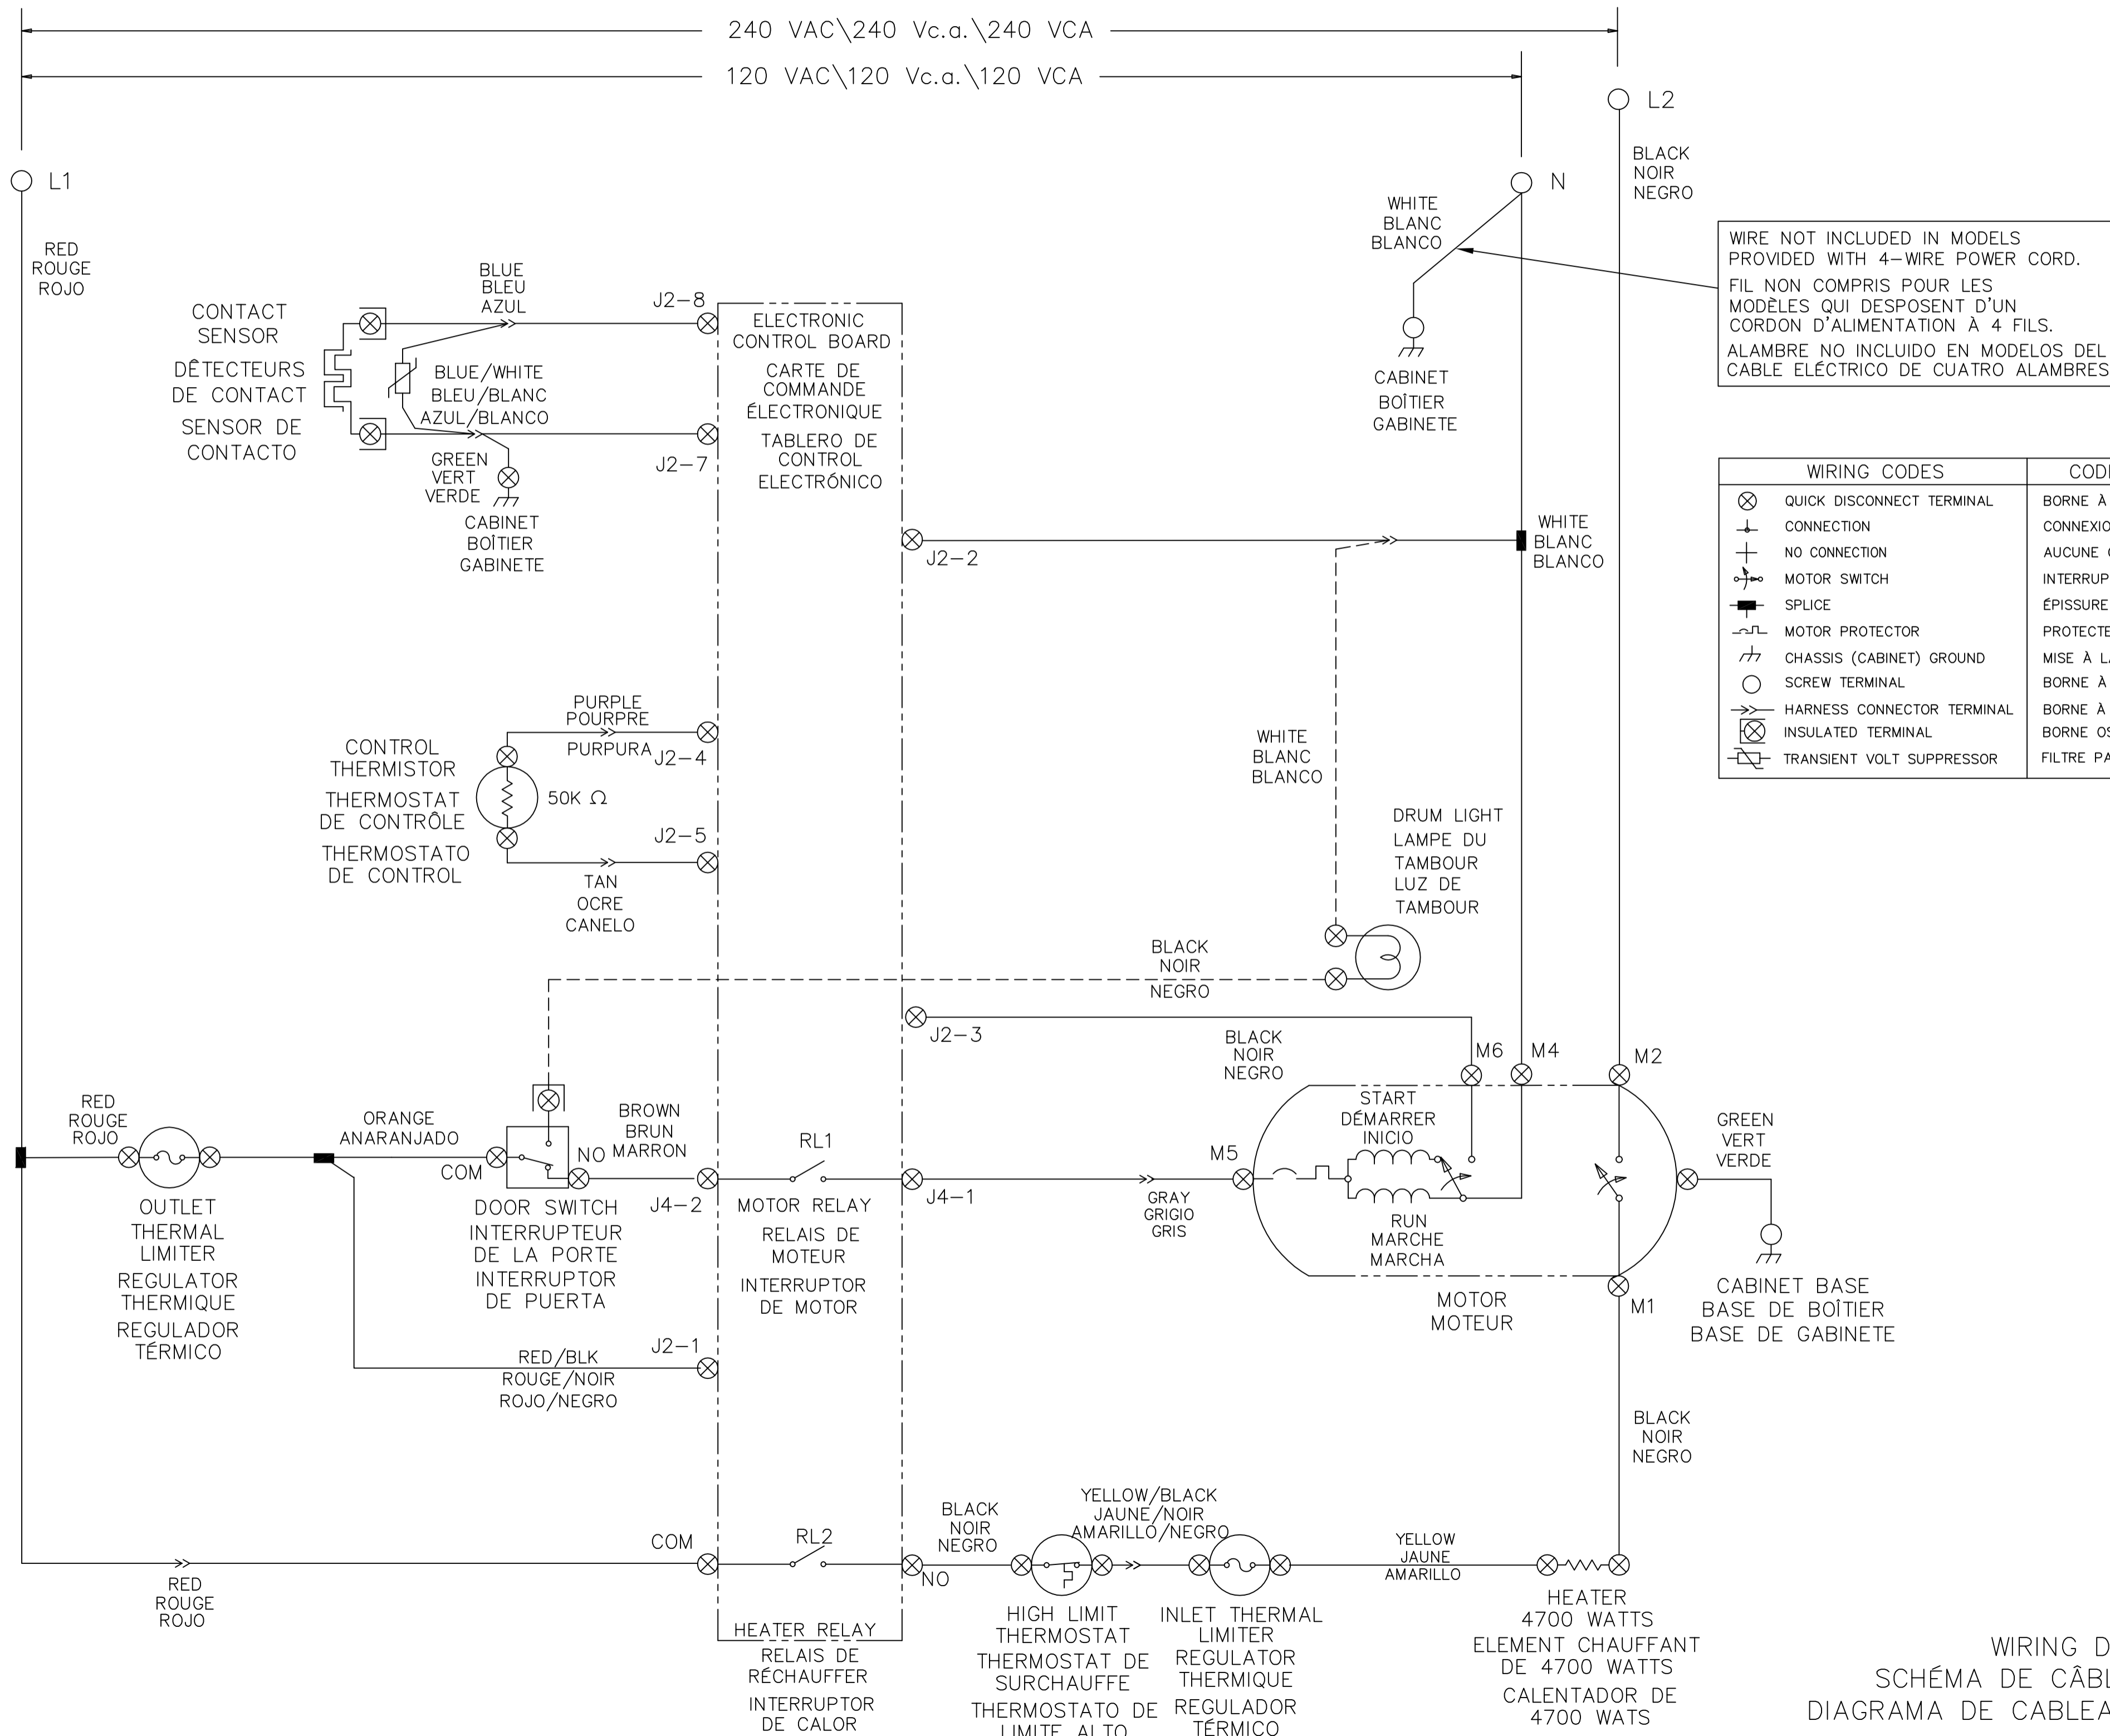 240 VAC\240 Vc.a.\240 VCA
120 VAC\120 Vc.a.\120 VCA
L2
L1
N
BLACK
NOIR
NEGRO
RED
ROUGE
ROJO
WHITE
BLANC
BLANCO
WIRE NOT INCLUDED IN MODELS
PROVIDED WITH 4-WIRE POWER CORD.
FIL NON COMPRIS POUR LES
MODÈLES QUI DESPOSENT D'UN
CORDON D'ALIMENTATION À 4 FILS.
ALAMBRE NO INCLUIDO EN MODELOS DEL
CABLE ELÉCTRICO DE CUATRO ALAMBRES
CABINET
BOÎTIER
GABINETE
CONTACT
SENSOR
DÊTECTEURS
DE CONTACT
SENSOR DE
CONTACTO
BLUE
BLEU
AZUL
J2-8
BLUE/WHITE
BLEU/BLANC
AZUL/BLANCO
J2-7
GREEN
VERT
VERDE
CABINET
BOÎTIER
GABINETE
ELECTRONIC
CONTROL BOARD
CARTE DE
COMMANDE
ÉLECTRONIQUE
TABLERO DE
CONTROL
ELECTRÓNICO
WIRING CODES
QUICK DISCONNECT TERMINAL
BORNE À
CONNECTION
NO CONNECTION
AUCUNE
MOTOR SWITCH
SPLICE
ÉPISSURE
MOTOR PROTECTOR
CHASSIS (CABINET) GROUND
MISE À
SCREW TERMINAL
BORNE À
HARNESS CONNECTOR TERMINAL
BORNE À
INSULATED TERMINAL
BORNE
TRANSIENT VOLT SUPPRESSOR
FILTRE
J2-2
WHITE
BLANC
BLANCO
PURPLE
POURPRE
PURPURA
J2-4
CONTROL
THERMISTOR
THERMOSTAT
DE CONTRÔLE
THERMOSTATO
DE CONTROL
50K Ω
J2-5
TAN
OCRE
CANELO
WHITE
BLANC
BLANCO
DRUM LIGHT
LAMPE DU
TAMBOUR
LUZ DE
TAMBOUR
BLACK
NOIR
NEGRO
J2-3
BLACK
NOIR
NEGRO
M6
M4
M2
RED
ROUGE
ROJO
ORANGE
ANARANJADO
COM
NO
BROWN
BRUN
MARRON
J4-2
RL1
J4-1
MOTOR RELAY
RELAIS DE
MOTEUR
INTERRUPTOR
DE MOTOR
GRAY
GRIGIO
GRIS
M5
START
DÉMARRER
INICIO
RUN
MARCHE
MARCHA
MOTOR
MOTEUR
M1
GREEN
VERT
VERDE
CABINET BASE
BASE DE BOÎTIER
BASE DE GABINETE
OUTLET
THERMAL
LIMITER
REGULATOR
THERMIQUE
REGULADOR
TÉRMICO
DOOR SWITCH
INTERRUPTEUR
DE LA PORTE
INTERRUPTOR
DE PUERTA
J2-1
RED/BLK
ROUGE/NOIR
ROJO/NEGRO
BLACK
NOIR
NEGRO
RED
ROUGE
ROJO
COM
RL2
NO
HEATER RELAY
RELAIS DE
RÉCHAUFFER
INTERRUPTOR
DE CALOR
BLACK
NOIR
NEGRO
YELLOW/BLACK
JAUNE/NOIR
AMARILLO/NEGRO
YELLOW
JAUNE
AMARILLO
HIGH LIMIT
THERMOSTAT
THERMOSTAT DE
SURCHAUFFE
THERMOSTATO DE
LIMITE ALTO
INLET THERMAL
LIMITER
REGULATOR
THERMIQUE
REGULADOR
TÉRMICO
HEATER
4700 WATTS
ELEMENT CHAUFFANT
DE 4700 WATTS
CALENTADOR DE
4700 WATS
WIRING
SCHÉMA DE
DIAGRAMA DE